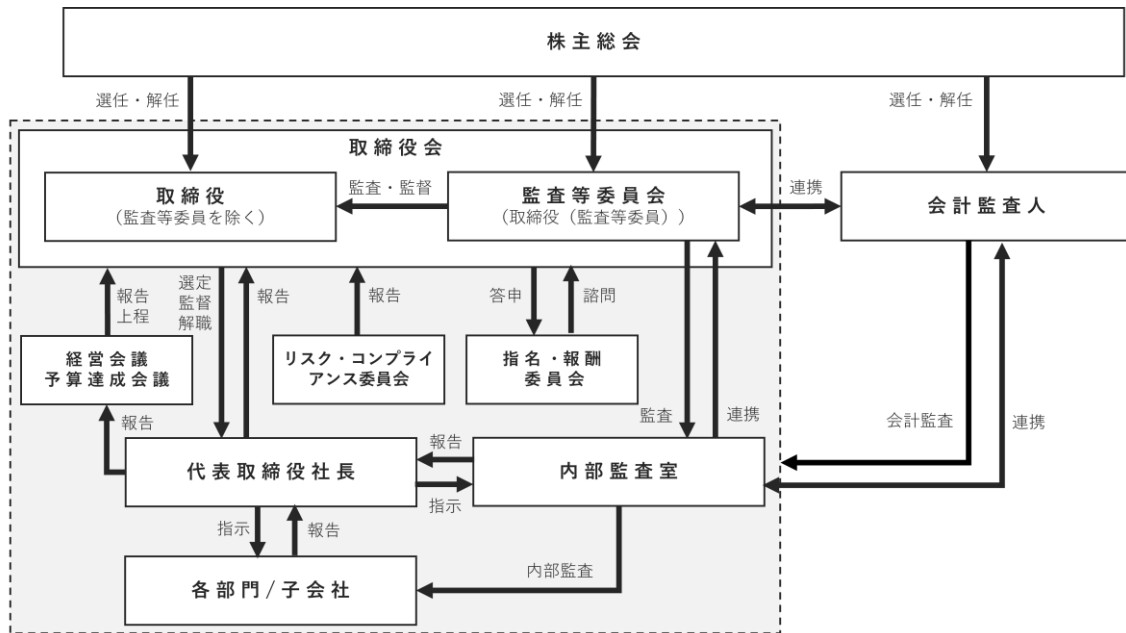 株主総会
選任・解任
選任・解任
選任・解任
取締役会
取締役
(監査等委員を除く)
監査・監督
監査等委員会
(取締役(監査等委員))
連携
会計監査人
報告
上程
選定
監督
解職
報告
報告
答申
諮問
経営会議
予算達成会議
リスク・コンプライ
アンス委員会
指名・報酬
委員会
報告
監査
連携
会計監査
連携
代表取締役社長
報告
指示
内部監査室
指示
報告
内部監査
各部門/子会社